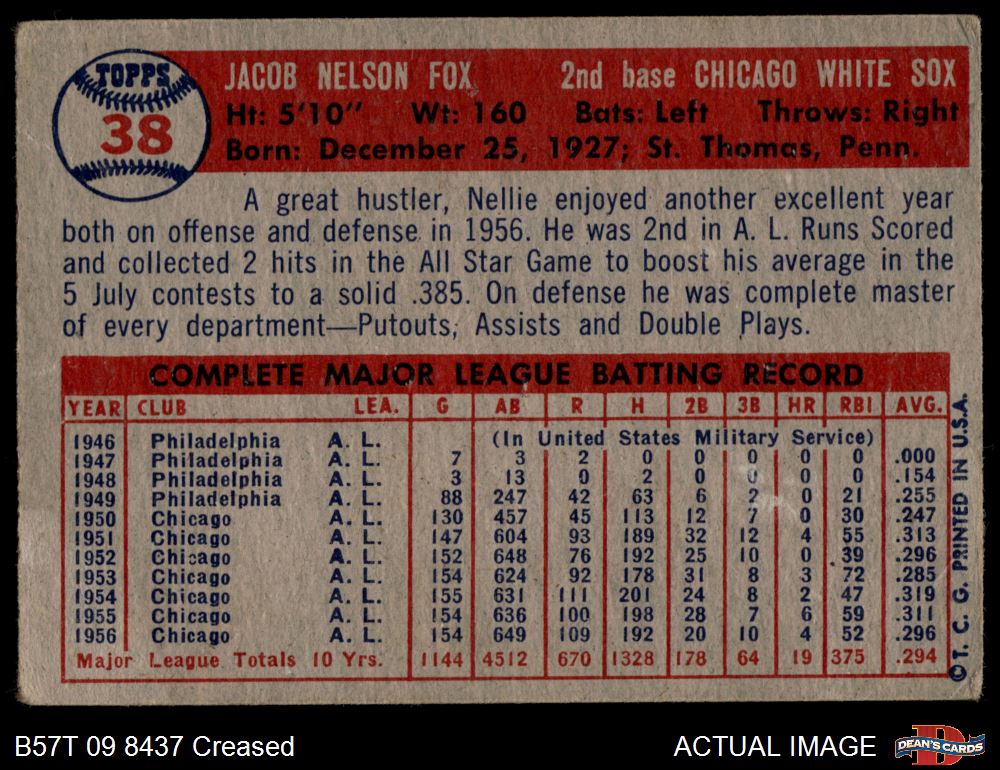 TOPPS
38
JACOB NELSON FOX 2nd base CHICAGO WHITE SOX
Ht: 5'10" Wt: 160 Bats: Left Throws: Right
Born: December 25, 1927; St. Thomas, Penn.
A great hustler, Nellie enjoyed another excellent year
both on offense and defense in 1956. He was 2nd in A. L. Runs Scored
and collected 2 hits in the All Star Game to boost his average in the
5 July contests to a solid .385. On defense he was complete master
of every department—Putouts, Assists and Double Plays.
COMPLETE MAJOR LEAGUE BATTING RECORD
YEAR CLUB LEA. G AB R H 2B 3B HR RBI AVG.
1946 Philadelphia A. L. (In United States Military Service)
1947 Philadelphia A. L. 7 3 2 0 0 0 0 0 .000
1948 Philadelphia A. L. 3 13 0 2 0 0 0 0 .154
1949 Philadelphia A. L. 88 247 42 63 6 2 0 21 .255
1950 Chicago A. L. 130 457 45 113 12 7 0 30 .247
1951 Chicago A. L. 147 604 93 189 32 12 4 55 .313
1952 Chicago A. L. 152 648 76 192 25 10 0 39 .296
1953 Chicago A. L. 154 624 92 178 31 8 3 72 .285
1954 Chicago A. L. 155 631 111 201 24 8 2 47 .319
1955 Chicago A. L. 154 636 100 198 28 7 6 59 .311
1956 Chicago A. L. 154 649 109 192 20 10 4 52 .296
Major League Totals 10 Yrs. 1144 4512 670 1328 178 64 19 375 .294
©T. C. G. PRINTED IN U.S.A.
B57T 09 8437 Creased
ACTUAL IMAGE
DEAN'S CARDS